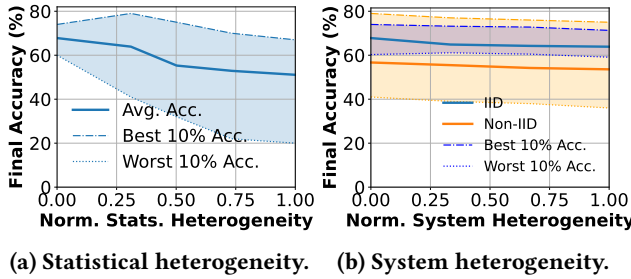 80
60
40
20
0
Final Accuracy (%)
Avg. Acc.
Best 10% Acc.
Worst 10% Acc.
0.00 0.25 0.50 0.75 1.00
Norm. Stats. Heterogeneity
(a) Statistical heterogeneity.
80
60
40
20
0
Final Accuracy (%)
IID
Non-IID
Best 10% Acc.
Worst 10% Acc.
0.00 0.25 0.50 0.75 1.00
Norm. System Heterogeneity
(b) System heterogeneity.